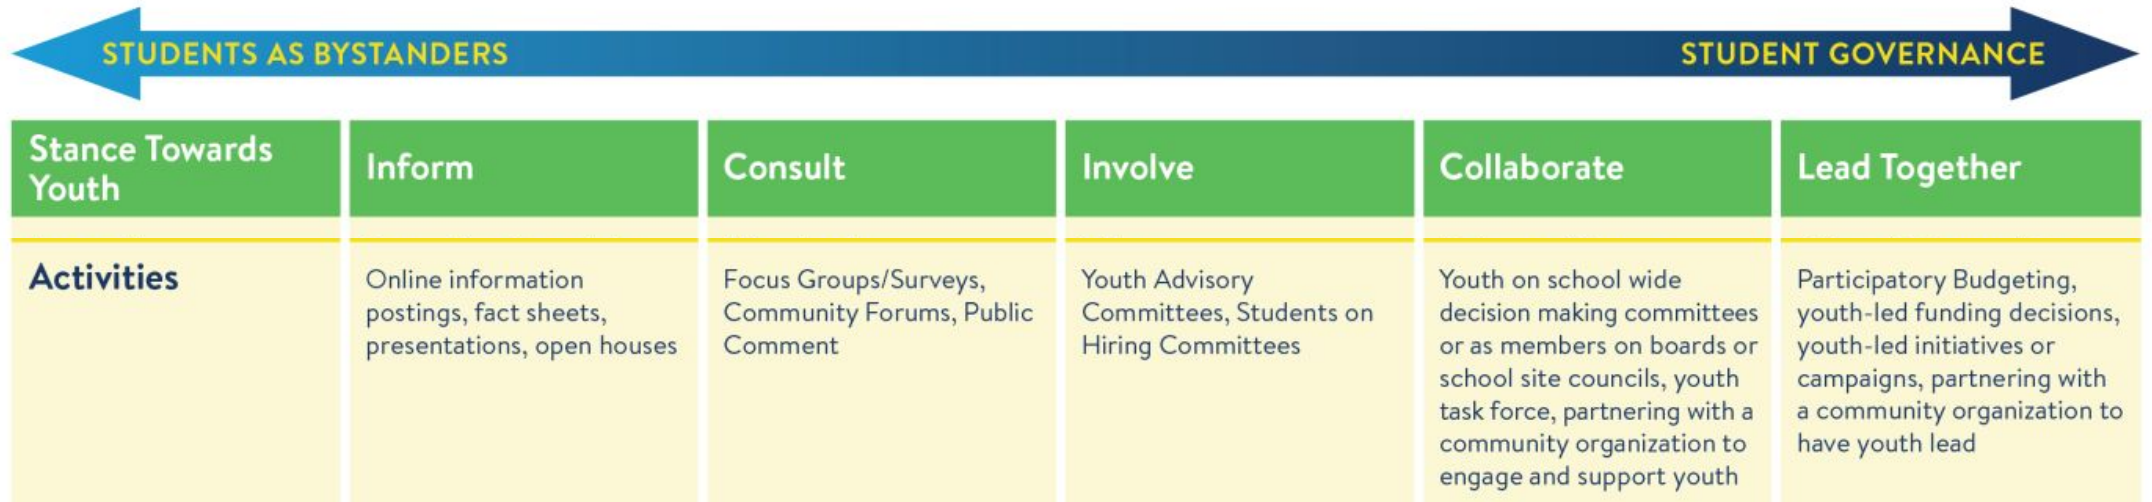 STUDENTS AS BYSTANDERS
STUDENT GOVERNANCE
Stance Towards
Youth
Inform
Consult
Involve
Collaborate
Lead Together
Activities
Online information
postings, fact sheets,
presentations, open houses
Focus Groups/Surveys,
Community Forums, Public
Comment
Youth Advisory
Committees, Students on
Hiring Committees
Youth on school wide
decision making committees
or as members on boards or
school site councils, youth
task force, partnering with a
community organization to
engage and support youth
Participatory Budgeting,
youth-led funding decisions,
youth-led initiatives or
campaigns, partnering with
a community organization to
have youth lead